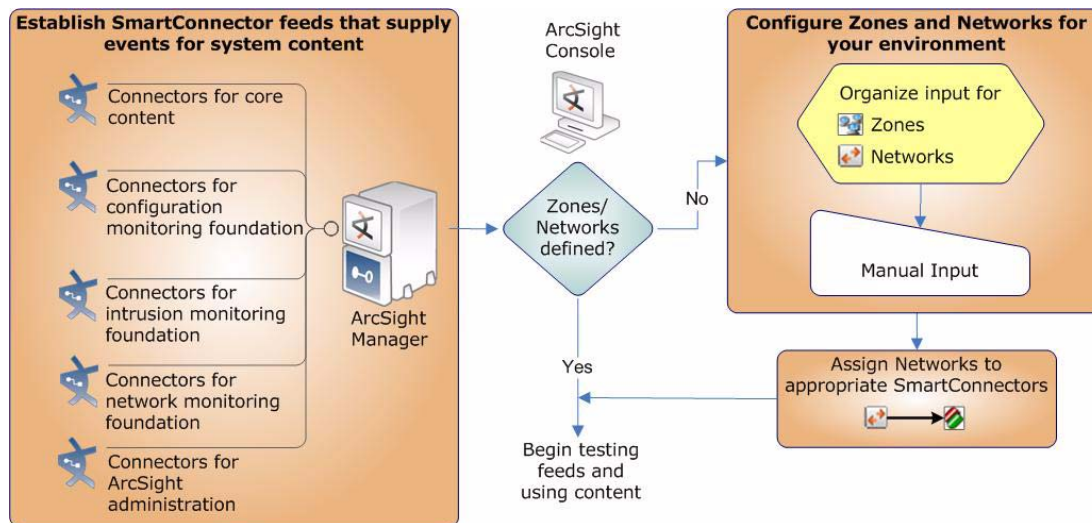 Establish SmartConnector feeds that supply
events for system content
Connectors for core
content
Connectors for
configuration
monitoring foundation
Connectors for
intrusion monitoring
foundation
Connectors for
network monitoring
foundation
Connectors for
ArcSight
administration
ArcSight
Manager
ArcSight
Console
Zones/
Networks
defined?
No
Yes
Begin testing
feeds and
using content
Configure Zones and Networks for
your environment
Organize input for
Zones
Networks
Manual Input
Assign Networks to
appropriate SmartConnectors